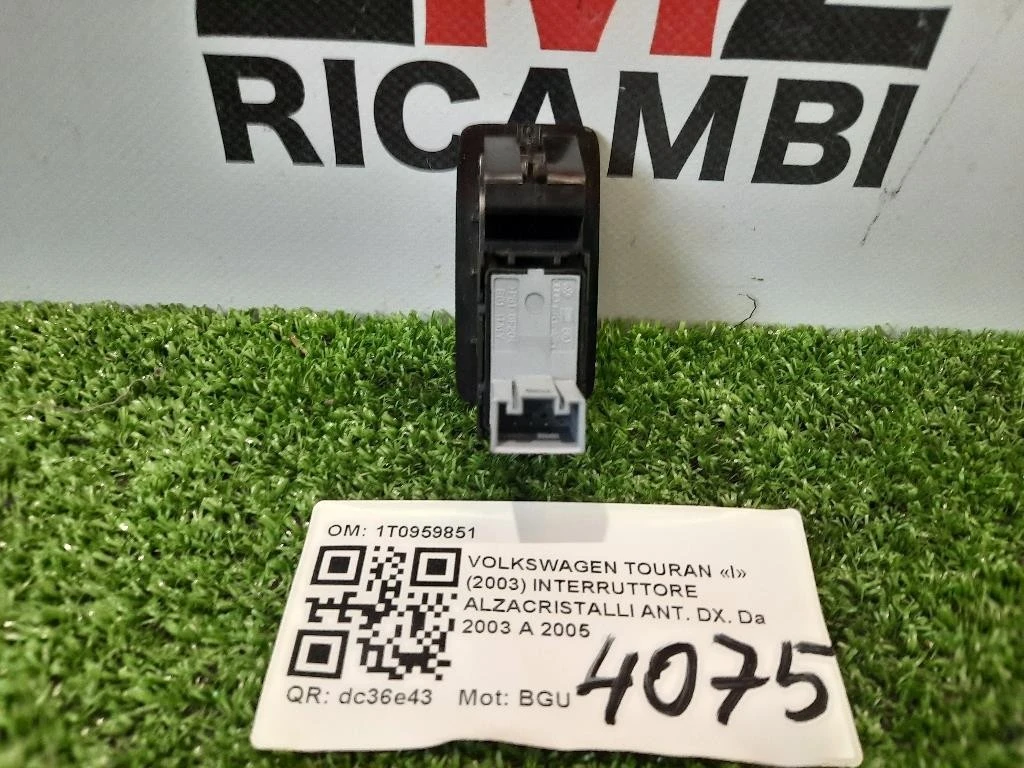 RICAMBI
OM: 1T0959851
VOLKSWAGEN TOURAN «I»
(2003) INTERRUTTORE
ALZACRISTALLI ANT. DX. Da
2003 A 2005
4075
QR: dc36e43 Mot: BGU